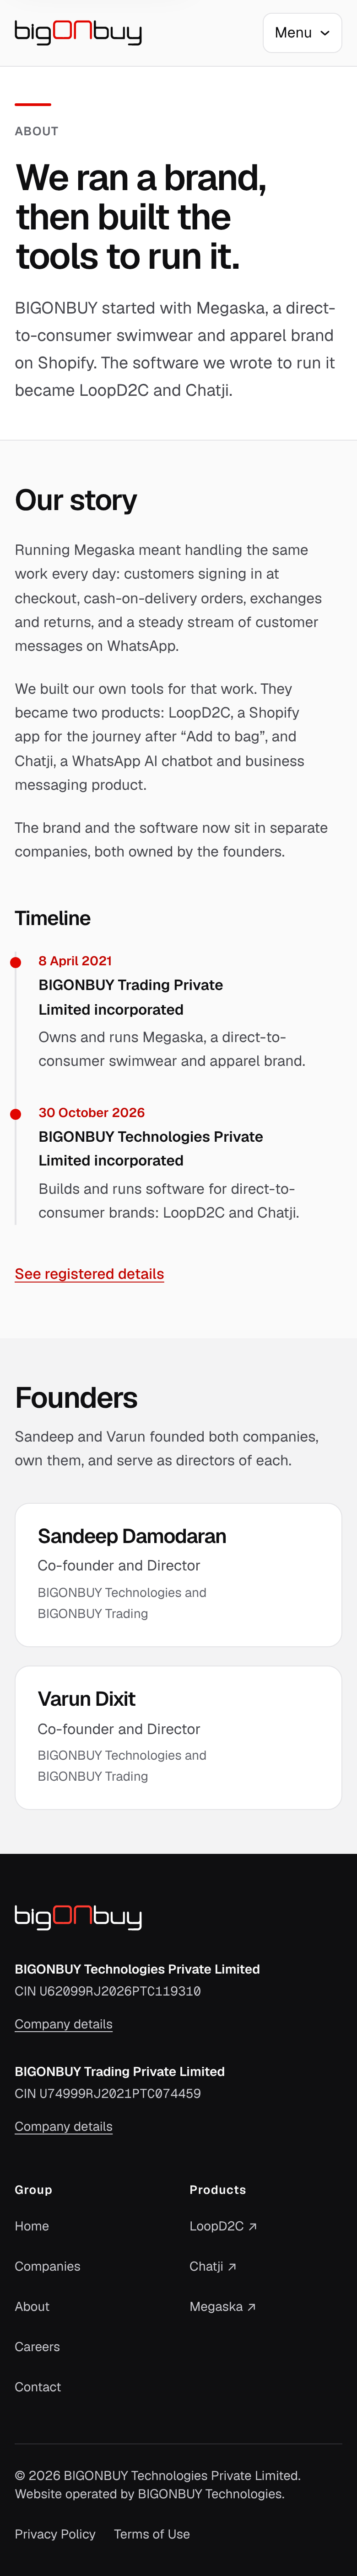 bigONbuy
Menu
ABOUT
We ran a brand,
then built the
tools to run it.
BIGONBUY started with Megaska, a direct-
to-consumer swimwear and apparel brand
on Shopify. The software we wrote to run it
became LoopD2C and Chatji.
Our story
Running Megaska meant handling the same
work every day: customers signing in at
checkout, cash-on-delivery orders, exchanges
and returns, and a steady stream of customer
messages on WhatsApp.
We built our own tools for that work. They
became two products: LoopD2C, a Shopify
app for the journey after “Add to bag”, and
Chatji, a WhatsApp AI chatbot and business
messaging product.
The brand and the software now sit in separate
companies, both owned by the founders.
Timeline
8 April 2021
BIGONBUY Trading Private
Limited incorporated
Owns and runs Megaska, a direct-to-
consumer swimwear and apparel brand.
30 October 2026
BIGONBUY Technologies Private
Limited incorporated
Builds and runs software for direct-to-
consumer brands: LoopD2C and Chatji.
See registered details
Founders
Sandeep and Varun founded both companies,
own them, and serve as directors of each.
Sandeep Damodaran
Co-founder and Director
BIGONBUY Technologies and
BIGONBUY Trading
Varun Dixit
Co-founder and Director
BIGONBUY Technologies and
BIGONBUY Trading
bigONbuy
BIGONBUY Technologies Private Limited
CIN U62099RJ2026PTC119310
Company details
BIGONBUY Trading Private Limited
CIN U74999RJ2021PTC074459
Company details
Group
Home
Companies
About
Careers
Contact
Products
LoopD2C ↗
Chatji ↗
Megaska ↗
© 2026 BIGONBUY Technologies Private Limited.
Website operated by BIGONBUY Technologies.
Privacy Policy Terms of Use